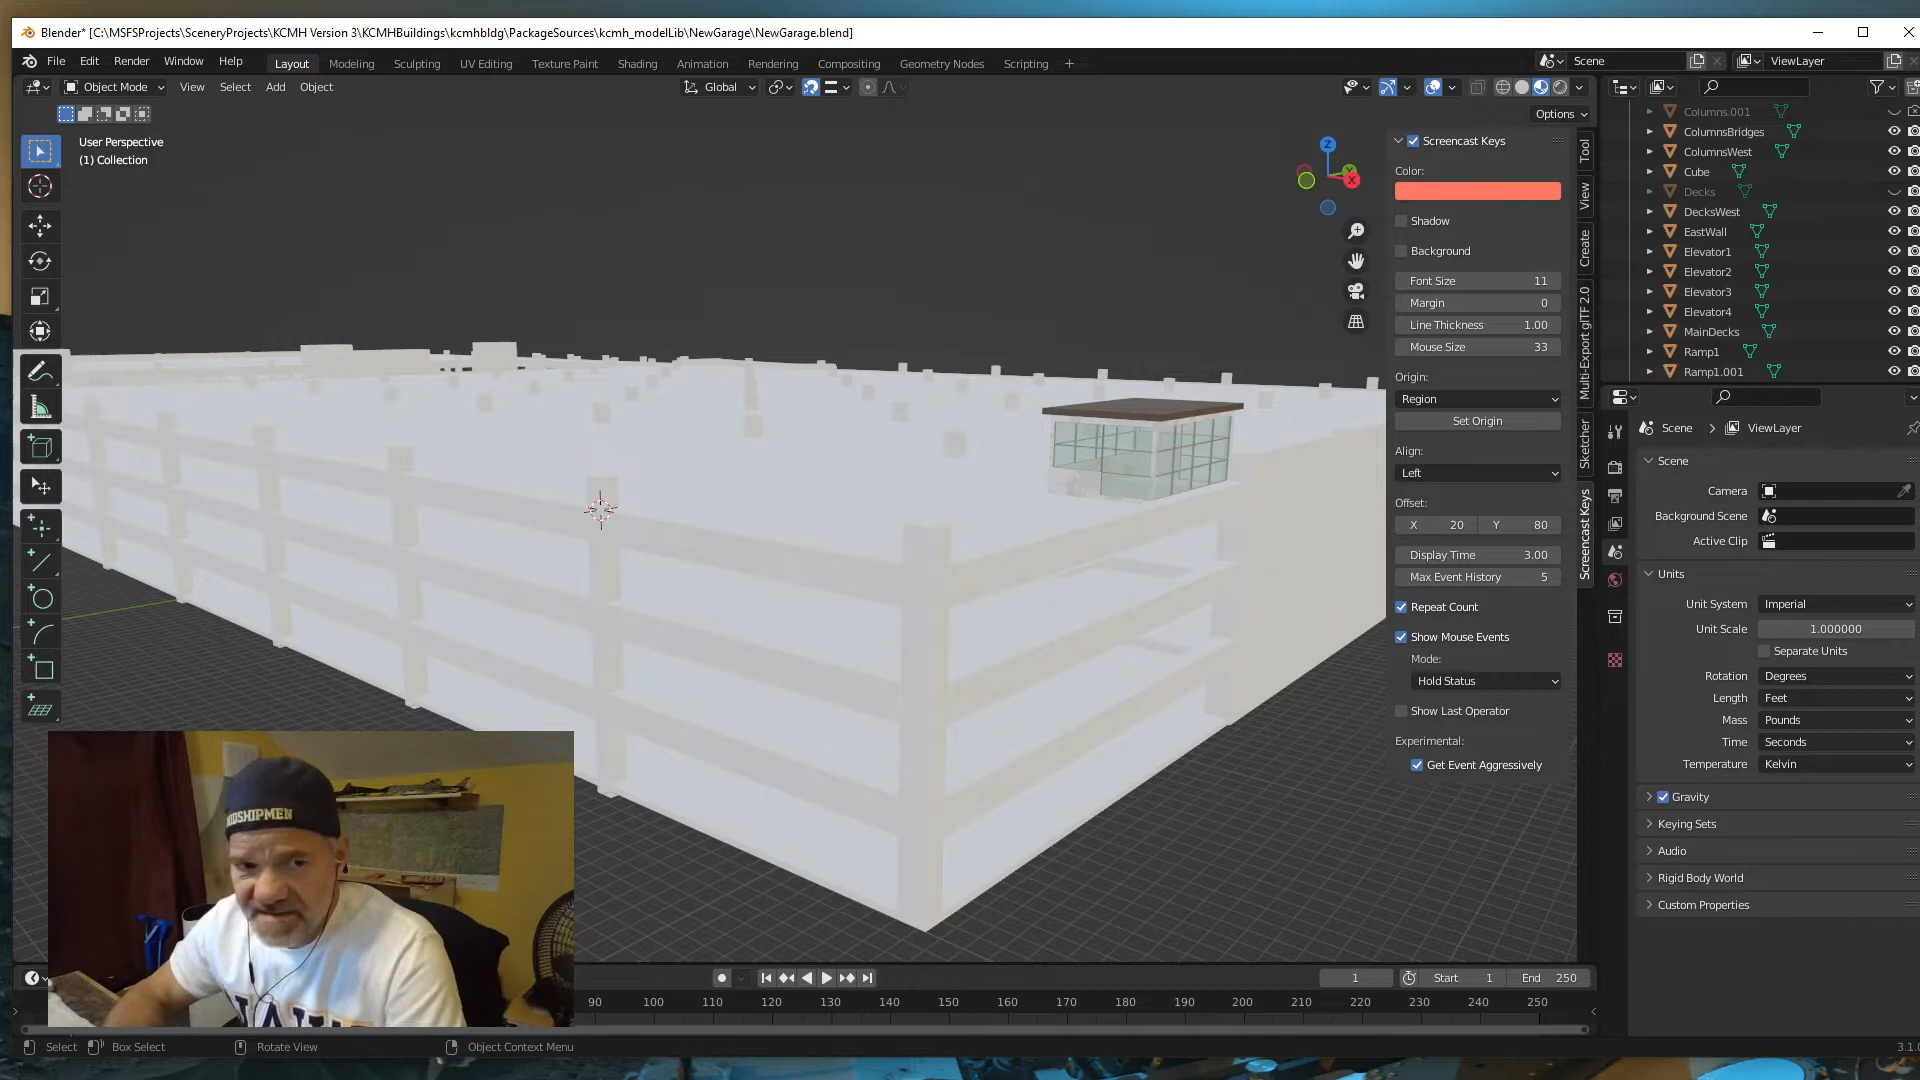 Blender* [C:\MSFSProjects\SceneryProjects\KCMH Version 3\KCMHBuildings\kcmhbldg\PackageSources\kcmh_modelLib\NewGarage\NewGarage.blend]
File Edit Render Window Help Layout Modeling Sculpting UV Editing Texture Paint Shading Animation Rendering Compositing Geometry Nodes Scripting + Scene ViewLayer
Object Mode View Select Add Object Global
Options
User Perspective
(1) Collection
Z
Y
X
Screencast Keys
Color:
Shadow
Background
Font Size 11
Margin 0
Line Thickness 1.00
Mouse Size 33
Origin:
Region
Set Origin
Align:
Left
Offset:
X 20 Y 80
Display Time 3.00
Max Event History 5
Repeat Count
Show Mouse Events
Mode:
Hold Status
Show Last Operator
Experimental:
Get Event Aggressively
Tool
View
Create
Multi-Export glTF 2.0
Sketcher
Screencast Keys
Columns.001
ColumnsBridges
ColumnsWest
Cube
Decks
DecksWest
EastWall
Elevator1
Elevator2
Elevator3
Elevator4
MainDecks
Ramp1
Ramp1.001
Scene > ViewLayer
Scene
Camera
Background Scene
Active Clip
Units
Unit System Imperial
Unit Scale 1.000000
Separate Units
Rotation Degrees
Length Feet
Mass Pounds
Time Seconds
Temperature Kelvin
Gravity
Keying Sets
Audio
Rigid Body World
Custom Properties
1 Start 1 End 250
90 100 110 120 130 140 150 160 170 180 190 200 210 220 230 240 250
Select Box Select Rotate View Object Context Menu 3.1.0